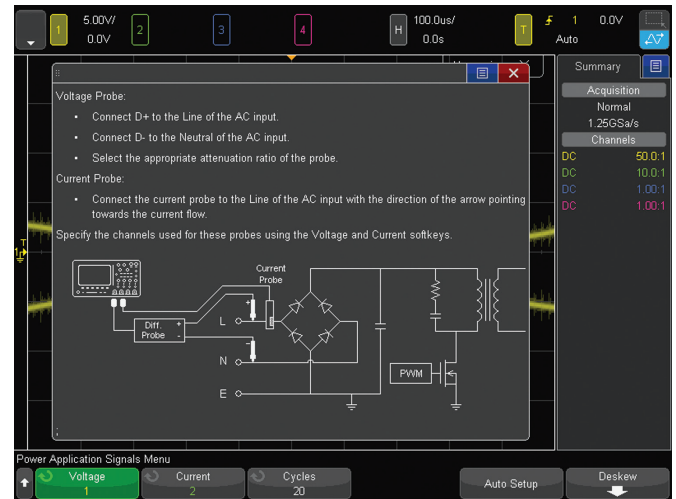 1
5.00V/
0.0V
2
3
4
H
100.0us/
0.0s
T
1
0.0V
Auto
Voltage Probe:
• Connect D+ to the Line of the AC input.
• Connect D- to the Neutral of the AC input.
• Select the appropriate attenuation ratio of the probe.
Current Probe:
• Connect the current probe to the Line of the AC input with the direction of the arrow pointing
towards the current flow.
Specify the channels used for these probes using the Voltage and Current softkeys.
Current
Probe
Diff.
Probe
+
-
+
-
L
N
E
PWM
T
1
Summary
Acquisition
Normal
1.25GSa/s
Channels
DC 50.0:1
DC 10.0:1
DC 1.00:1
DC 1.00:1
Power Application Signals Menu
Voltage
1
Current
2
Cycles
20
Auto Setup
Deskew